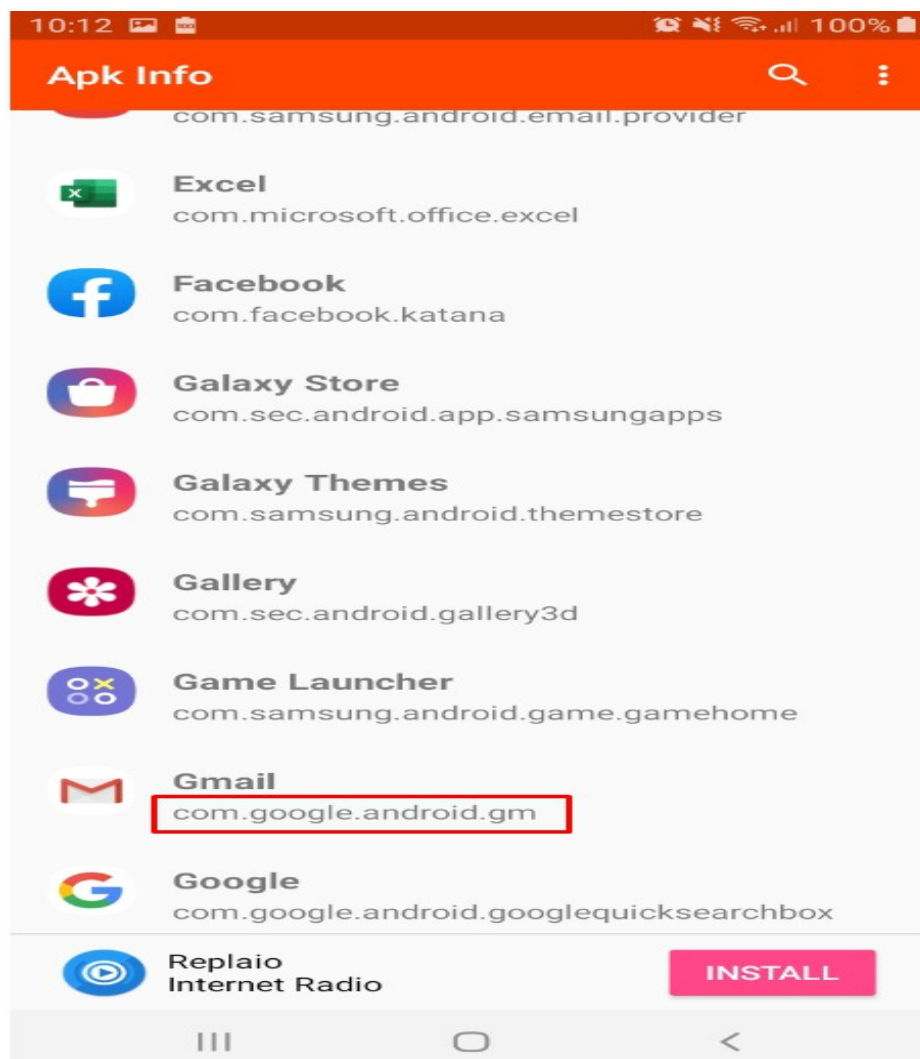 10:12 100%
Apk Info
com.samsung.android.email.provider
Excel
com.microsoft.office.excel
Facebook
com.facebook.katana
Galaxy Store
com.sec.android.app.samsungapps
Galaxy Themes
com.samsung.android.themestore
Gallery
com.sec.android.gallery3d
Game Launcher
com.samsung.android.game.gamehome
Gmail
com.google.android.gm
Google
com.google.android.googlequicksearchbox
Replaio
Internet Radio
INSTALL